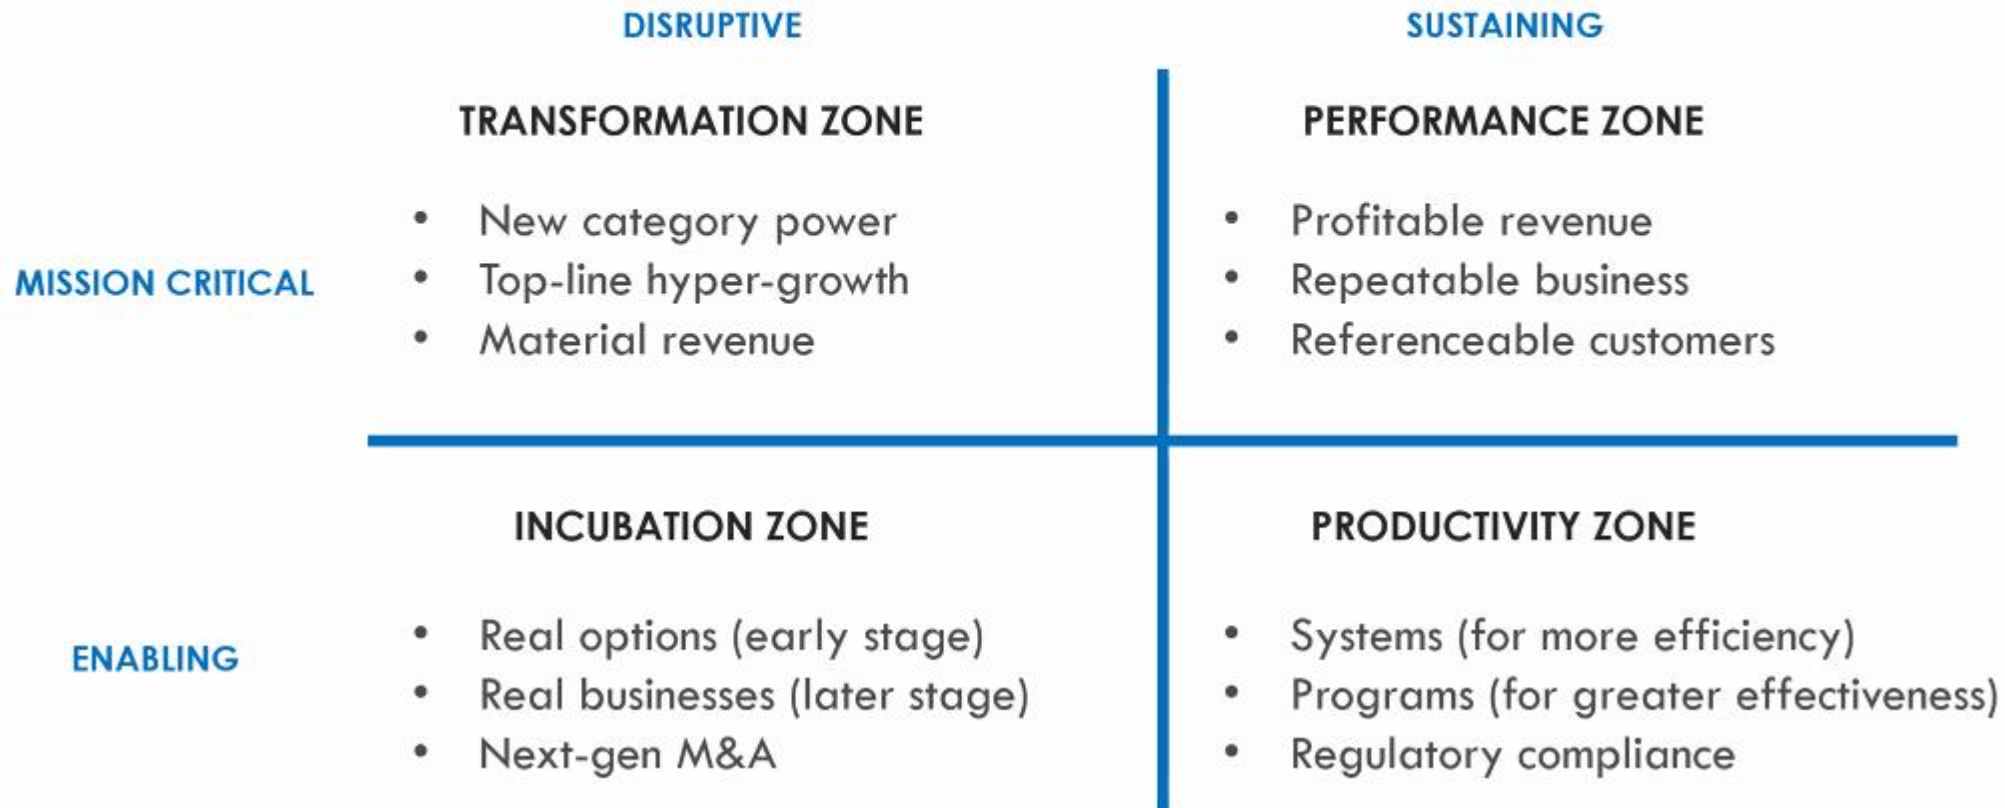 DISRUPTIVE
SUSTAINING
TRANSFORMATION ZONE
PERFORMANCE ZONE
MISSION CRITICAL
• New category power
• Top-line hyper-growth
• Material revenue
• Profitable revenue
• Repeatable business
• Referenceable customers
INCUBATION ZONE
PRODUCTIVITY ZONE
ENABLING
• Real options (early stage)
• Real businesses (later stage)
• Next-gen M&A
• Systems (for more efficiency)
• Programs (for greater effectiveness)
• Regulatory compliance